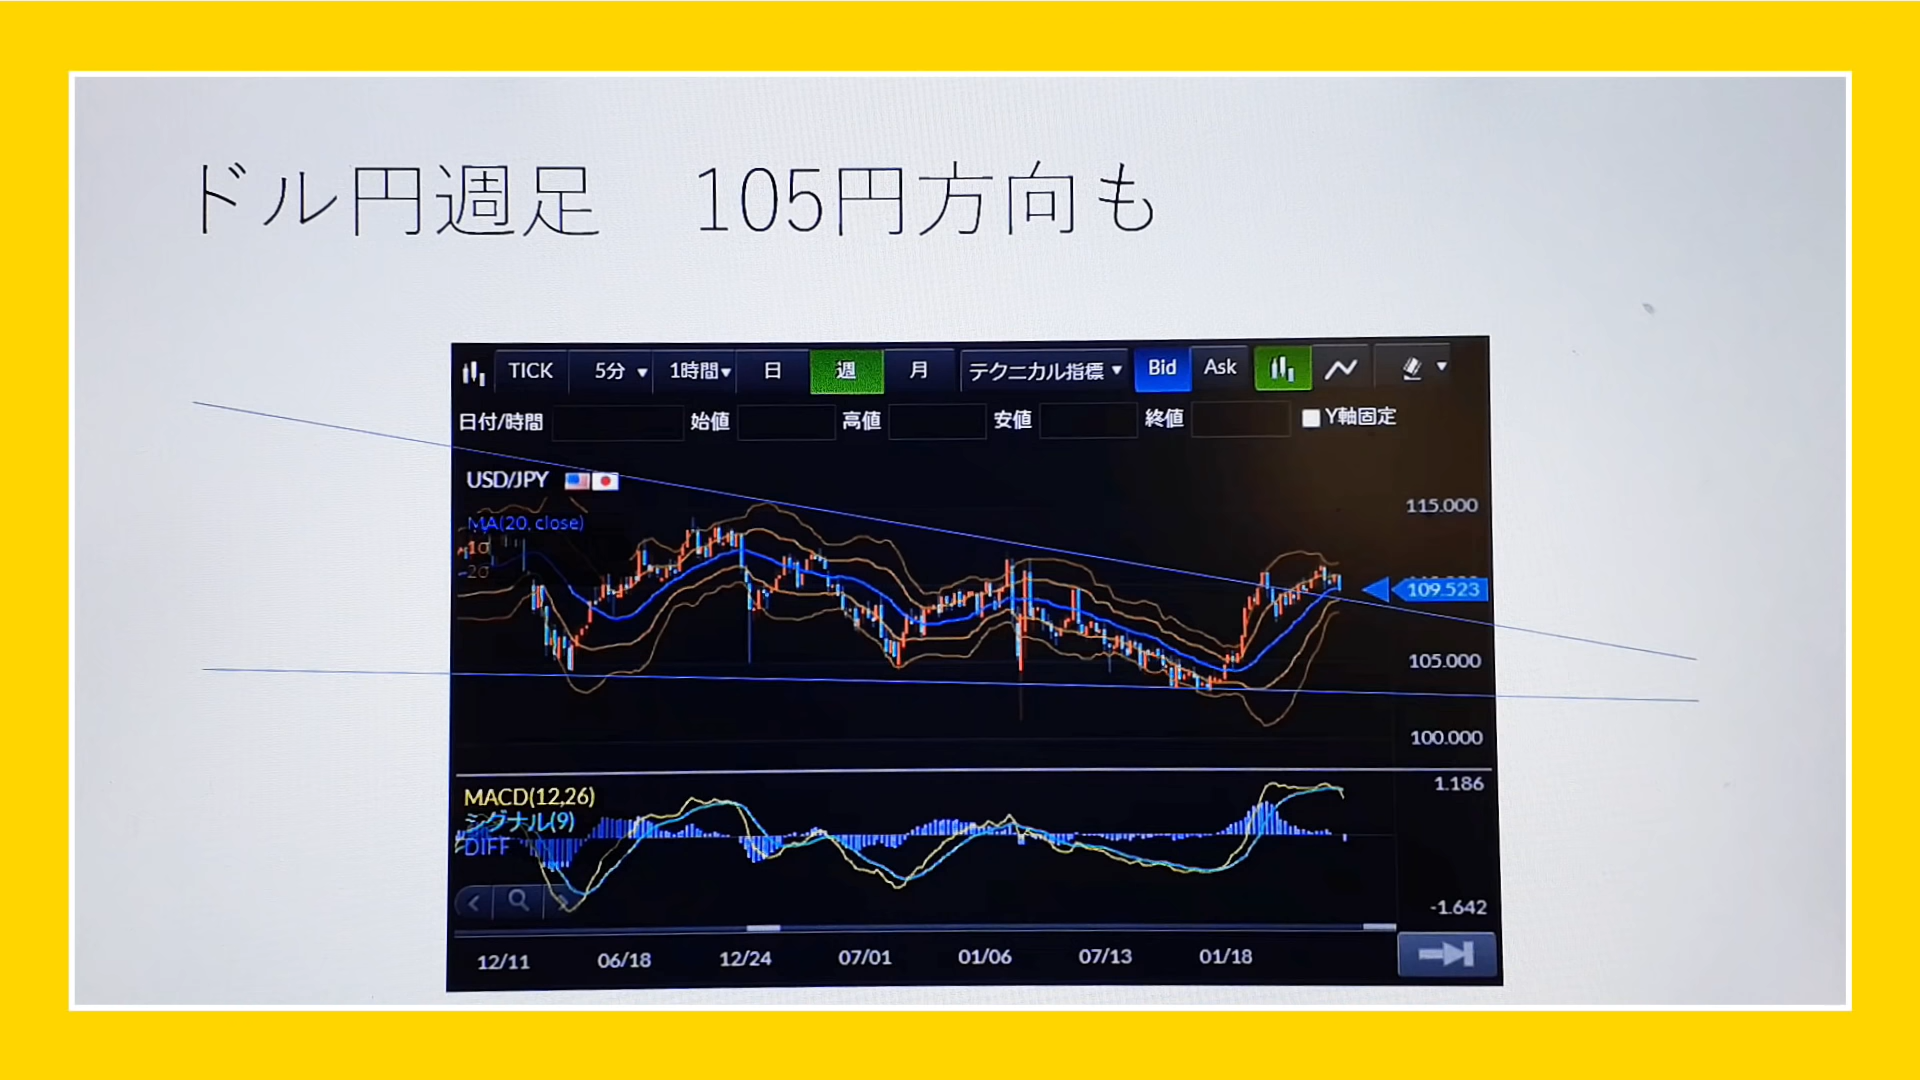 ドル円週足　105円方向も
TICK 5分 1時間 日 週 月 テクニカル指標 Bid Ask
日付/時間 始値 高値 安値 終値 Y軸固定
USD/JPY
115.000
MA(20, close)
1σ
2σ
109.523
105.000
100.000
MACD(12,26)
1.186
シグナル(9)
DIFF
-1.642
12/11 06/18 12/24 07/01 01/06 07/13 01/18